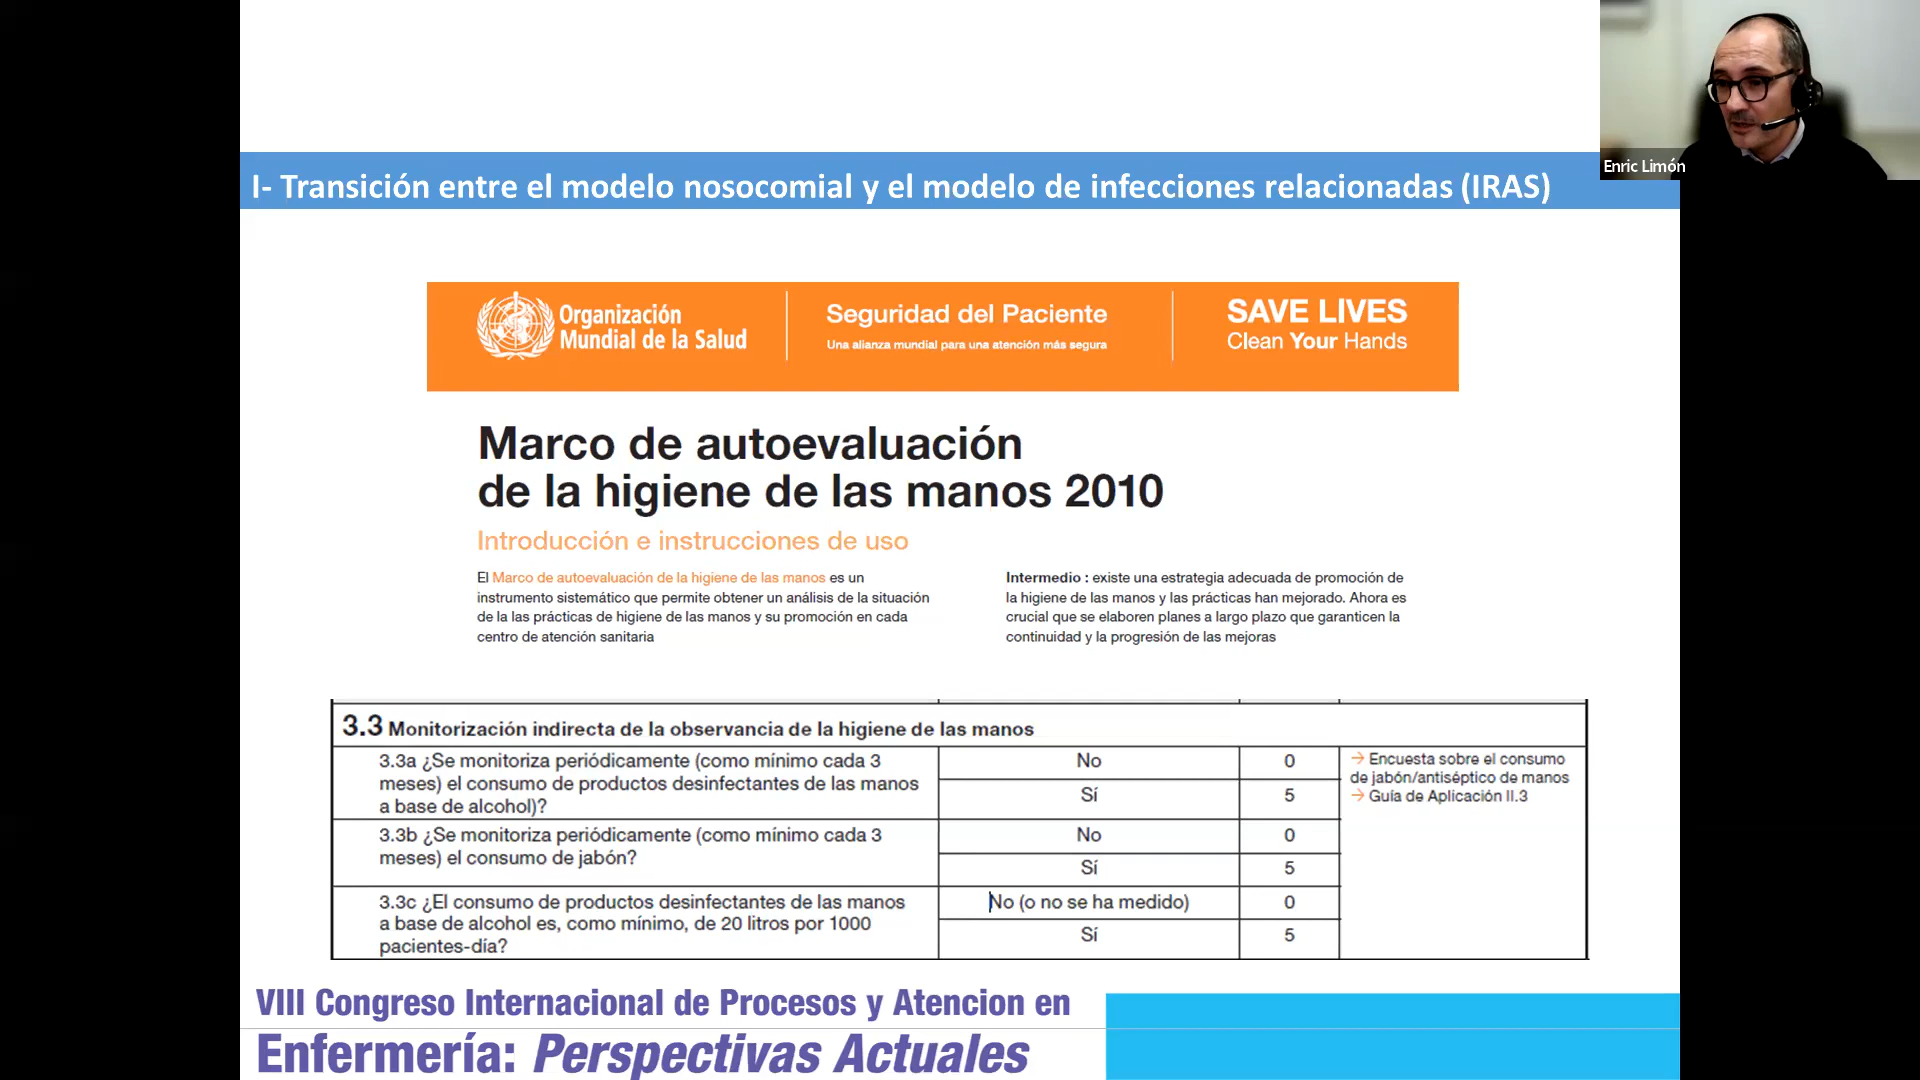 I- Transición entre el modelo nosocomial y el modelo de infecciones relacionadas (IRAS)
Enric Limón
Organización
Mundial de la Salud
Seguridad del Paciente
Una alianza mundial para una atención más segura
SAVE LIVES
Clean Your Hands
Marco de autoevaluación
de la higiene de las manos 2010
Introducción e instrucciones de uso
El Marco de autoevaluación de la higiene de las manos es un
instrumento sistemático que permite obtener un análisis de la situación
de la las prácticas de higiene de las manos y su promoción en cada
centro de atención sanitaria
Intermedio : existe una estrategia adecuada de promoción de
la higiene de las manos y las prácticas han mejorado. Ahora es
crucial que se elaboren planes a largo plazo que garanticen la
continuidad y la progresión de las mejoras
3.3 Monitorización indirecta de la observancia de la higiene de las manos
3.3a ¿Se monitoriza periódicamente (como mínimo cada 3
meses) el consumo de productos desinfectantes de las manos
a base de alcohol)?
No 0
Sí 5
→ Encuesta sobre el consumo
de jabón/antiséptico de manos
→ Guía de Aplicación II.3
3.3b ¿Se monitoriza periódicamente (como mínimo cada 3
meses) el consumo de jabón?
No 0
Sí 5
3.3c ¿El consumo de productos desinfectantes de las manos
a base de alcohol es, como mínimo, de 20 litros por 1000
pacientes-día?
No (o no se ha medido) 0
Sí 5
VIII Congreso Internacional de Procesos y Atencion en
Enfermería: Perspectivas Actuales